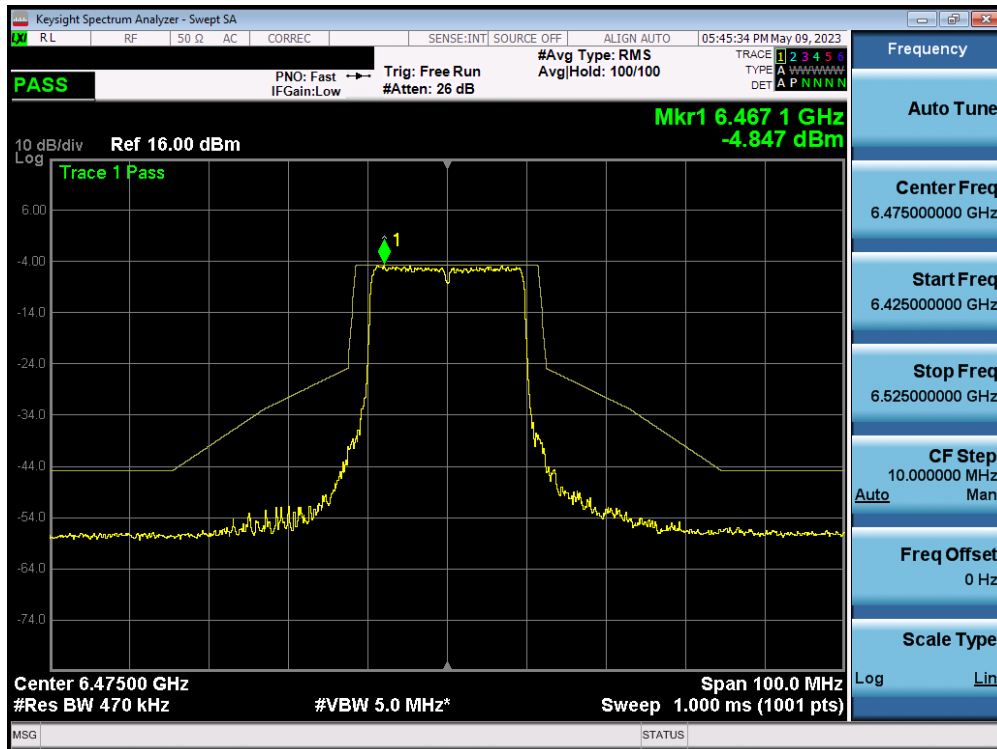 Keysight Spectrum Analyzer - Swept SA
LXI RL RF 50 Ω AC CORREC SENSE:INT SOURCE OFF ALIGN AUTO 05:45:34 PM May 09, 2023
PASS
PNO: Fast
IFGain:Low
Trig: Free Run
#Atten: 26 dB
#Avg Type: RMS
Avg|Hold: 100/100
TRACE 1 2 3 4 5 6
TYPE A WWWWW
DET A P N N N N
Mkr1 6.467 1 GHz
-4.847 dBm
10 dB/div Ref 16.00 dBm
Log
Trace 1 Pass
1
6.00
-4.00
-14.0
-24.0
-34.0
-44.0
-54.0
-64.0
-74.0
Center 6.47500 GHz Span 100.0 MHz
#Res BW 470 kHz #VBW 5.0 MHz* Sweep 1.000 ms (1001 pts)
MSG STATUS
Frequency
Auto Tune
Center Freq
6.475000000 GHz
Start Freq
6.425000000 GHz
Stop Freq
6.525000000 GHz
CF Step
10.000000 MHz
Auto Man
Freq Offset
0 Hz
Scale Type
Log Lin